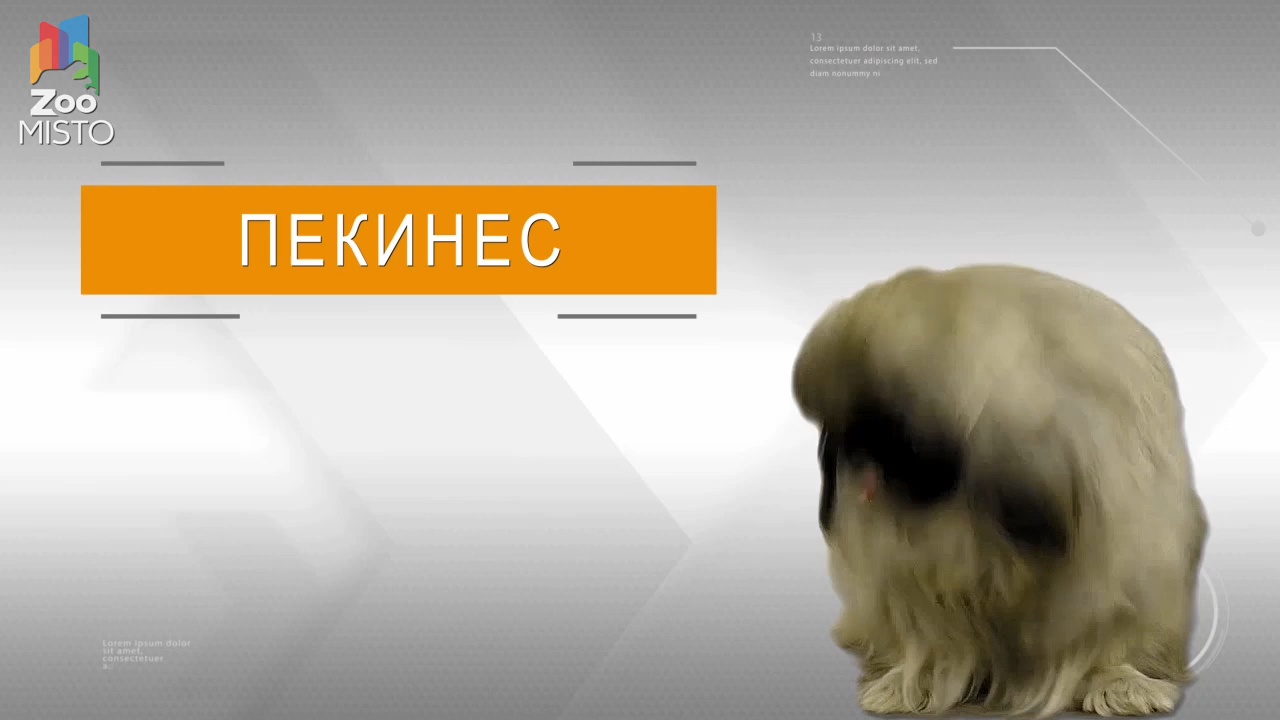 Zoo
MISTO
13
Lorem ipsum dolor sit amet,
consectetuer adipiscing elit, sed
diam nonummy ni
ПЕКИНЕС
Lorem ipsum dolor
sit amet,
consectetuer
a